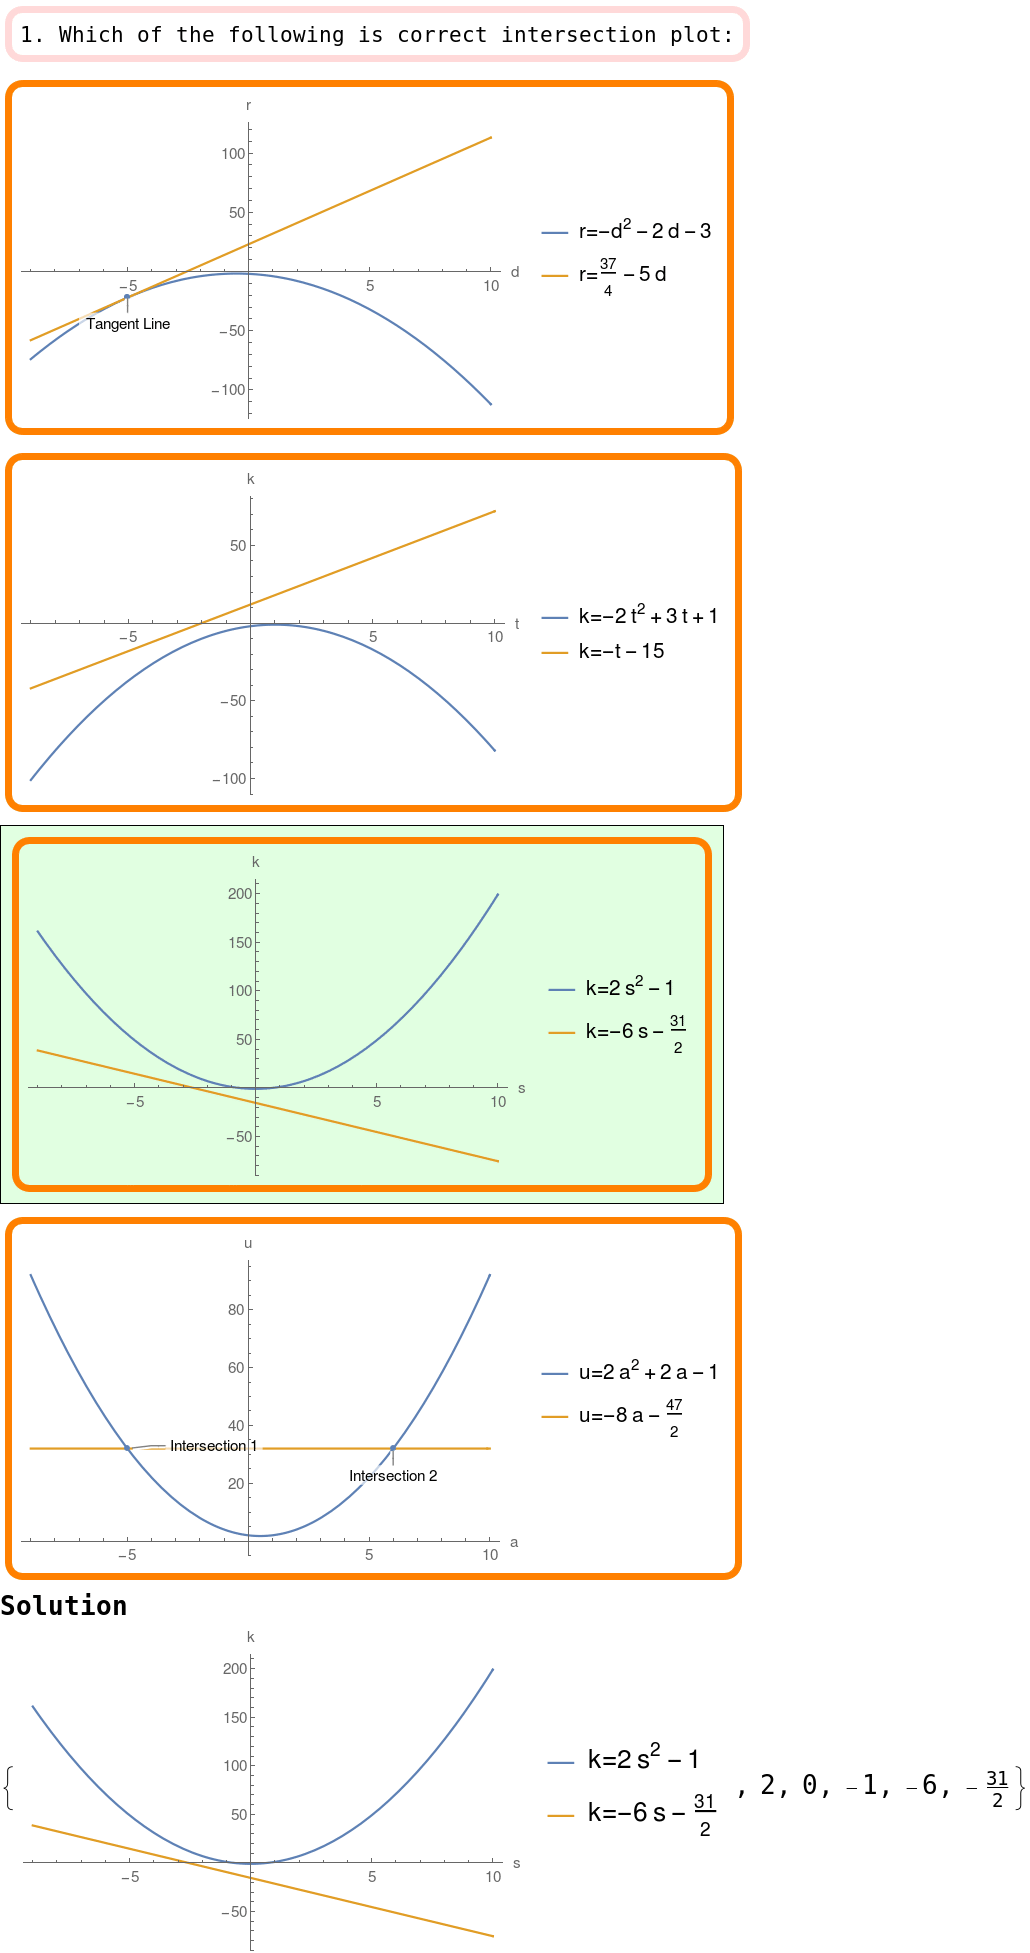 1. Which of the following is correct intersection plot:
r
100
50
−5 5 10 d
−50
−100
Tangent Line
r=−d² − 2 d − 3
r=37/4 − 5 d
k
50
−5 5 10 t
−50
−100
k=−2 t² + 3 t + 1
k=−t − 15
k
200
150
100
50
−5 5 10 s
−50
k=2 s² − 1
k=−6 s − 31/2
u
80
60
40
20
Intersection 1
Intersection 2
−5 5 10 a
u=2 a² + 2 a − 1
u=−8 a − 47/2
Solution
k
200
150
100
50
−5 5 10 s
−50
k=2 s² − 1
k=−6 s − 31/2
{ , 2, 0, −1, −6, − 31/2 }